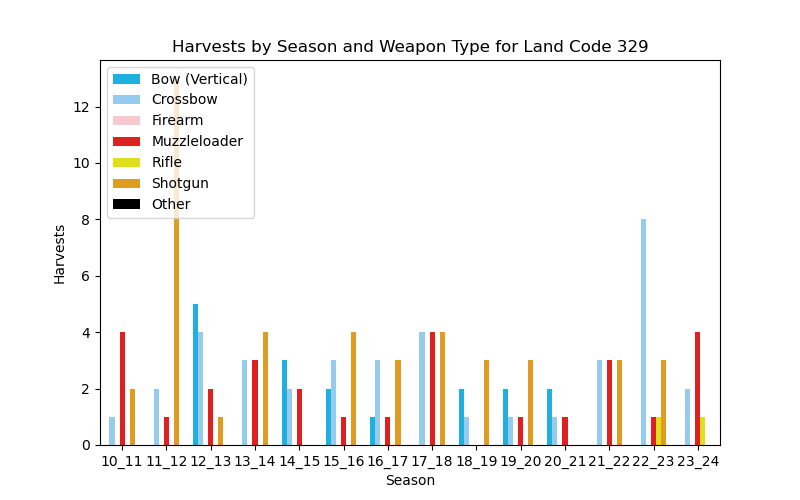 Harvests by Season and Weapon Type for Land Code 329
Bow (Vertical)
Crossbow
Firearm
Muzzleloader
Rifle
Shotgun
Other
12
10
8
6
4
2
0
Harvests
10_11 11_12 12_13 13_14 14_15 15_16 16_17 17_18 18_19 19_20 20_21 21_22 22_23 23_24
Season